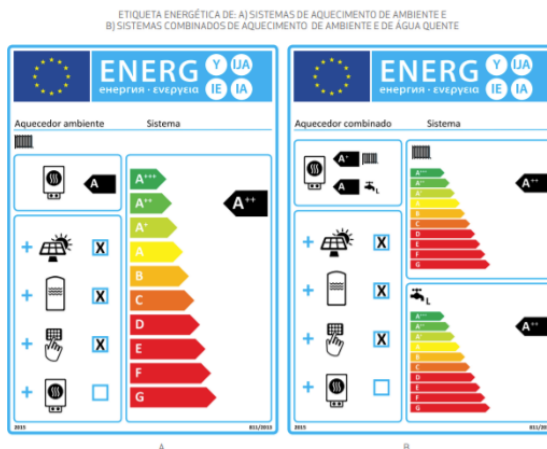 ETIQUETA ENERGÉTICA DE: A) SISTEMAS DE AQUECIMENTO DE AMBIENTE E
B) SISTEMAS COMBINADOS DE AQUECIMENTO DE AMBIENTE E DE ÁGUA QUENTE
ENERG Y IJA
енергия · ενεργεια IE IA
Aquecedor ambiente Sistema
A
A+++
A++
A+
A
B
C
D
E
F
G
A++
+ X
+ X
+ X
+
2015 811/2013
A
ENERG Y IJA
енергия · ενεργεια IE IA
Aquecedor combinado Sistema
A+
A L
A+++
A++
A+
A
B
C
D
E
F
G
A++
+ X
+ X
+ X
+
L
A+++
A++
A+
A
B
C
D
E
F
G
A++
2015 811/2013
B